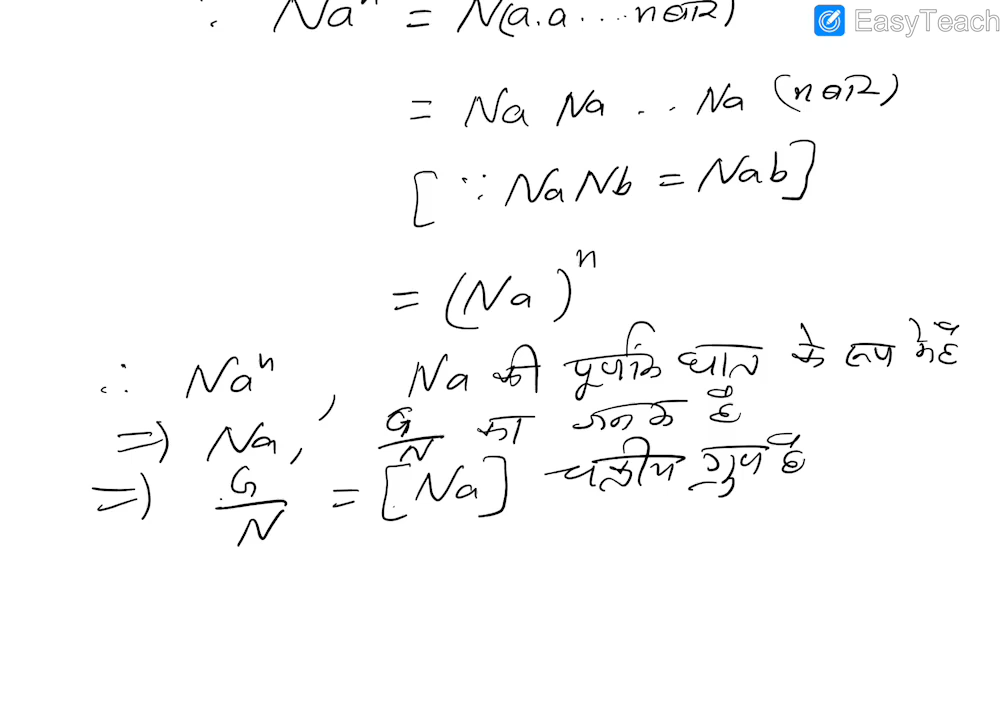 ∴ Naⁿ = N(a.a....n बार)
EasyTeach
= Na Na ... Na (n बार)
[∵ NaNb = Nab]
= (Na)ⁿ
∴ Naⁿ, Na की पूर्णांक घात के रूप में है
=> Na, G/N का जनक है
=> G/N = [Na] चक्रीय ग्रुप है